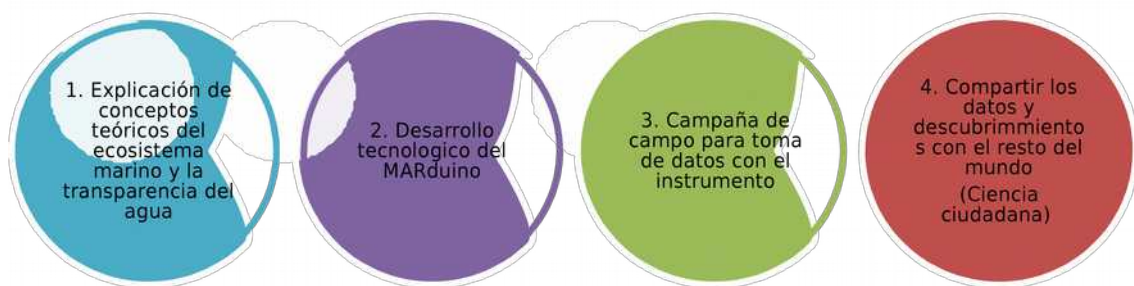 1. Explicación de
conceptos
teóricos del
ecosistema
marino y la
transparencia del
agua
2. Desarrollo
tecnologico del
MARduino
3. Campaña de
campo para toma
de datos con el
instrumento
4. Compartir los
datos y
descubrimmiento
s con el resto del
mundo
(Ciencia
ciudadana)